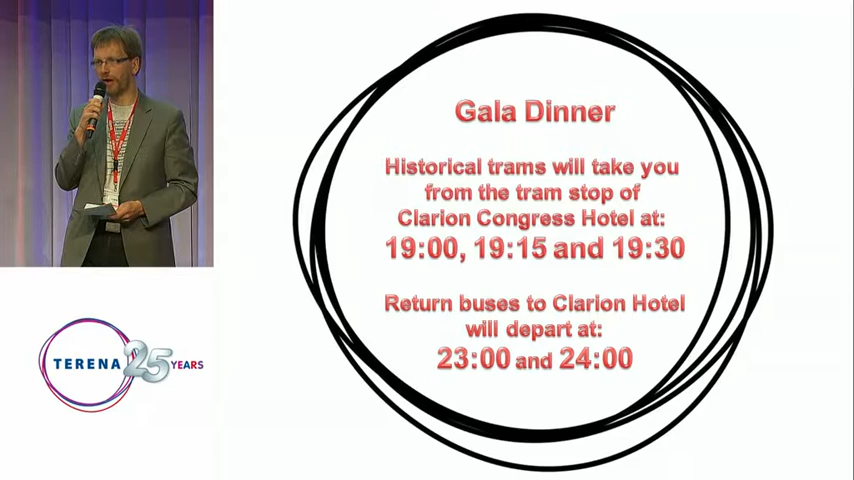 Gala Dinner
Historical trams will take you
from the tram stop of
Clarion Congress Hotel at:
19:00, 19:15 and 19:30
Return buses to Clarion Hotel
will depart at:
23:00 and 24:00
TERENA 25 YEARS